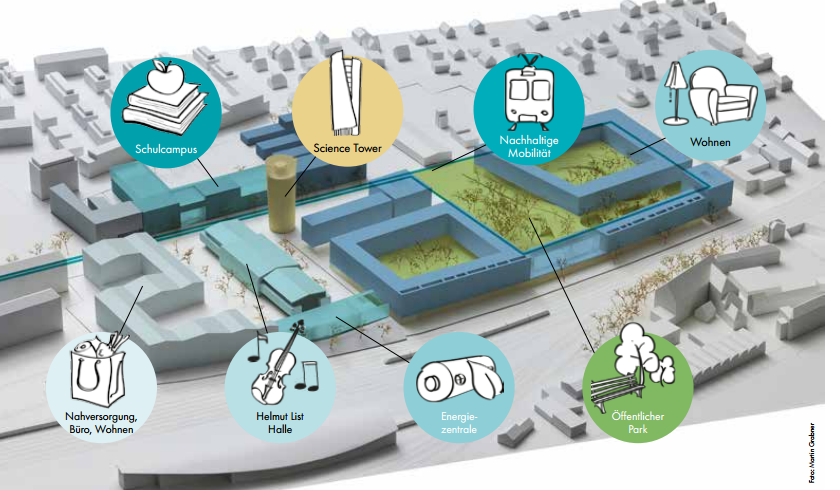 Schulcampus
Science Tower
Nachhaltige
Mobilität
Wohnen
Nahversorgung,
Büro, Wohnen
Helmut List
Halle
Energie-
zentrale
Öffentlicher
Park
Foto: Martin Grabner